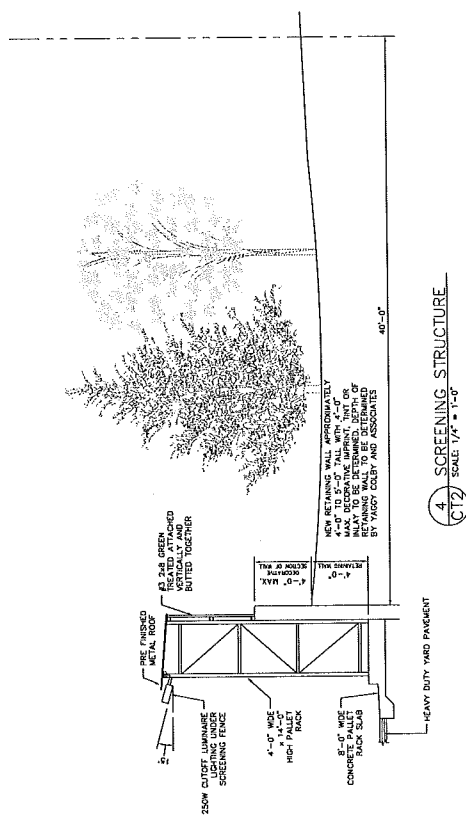 PRE FINISHED
METAL ROOF
#3 2x8 GREEN
TREATED ATTACHED
VERTICALLY AND
BUTTED TOGETHER
15°
250W CUTOFF LUMINAIRE
LIGHTING UNDER
SCREENING FENCE
4'-0" WIDE
x 14'-0"
HIGH PALLET
RACK
8'-0" WIDE
CONCRETE PALLET
RACK SLAB
HEAVY DUTY YARD PAVEMENT
4'-0" MAX.
DECORATIVE
SECTION OF WALL
4'-0"
RETAINING WALL
NEW RETAINING WALL APPROXIMATELY
4'-0" TO 5'-0" TALL WITH 4'-0"
MAX. DECORATIVE IMPRINT, TINT OR
INLAY TO BE DETERMINED. DEPTH OF
RETAINING WALL TO BE DETERMINED
BY YAGGY COLBY AND ASSOCIATES
40'-0"
4
CT2
SCREENING STRUCTURE
SCALE: 1/4" = 1'-0"